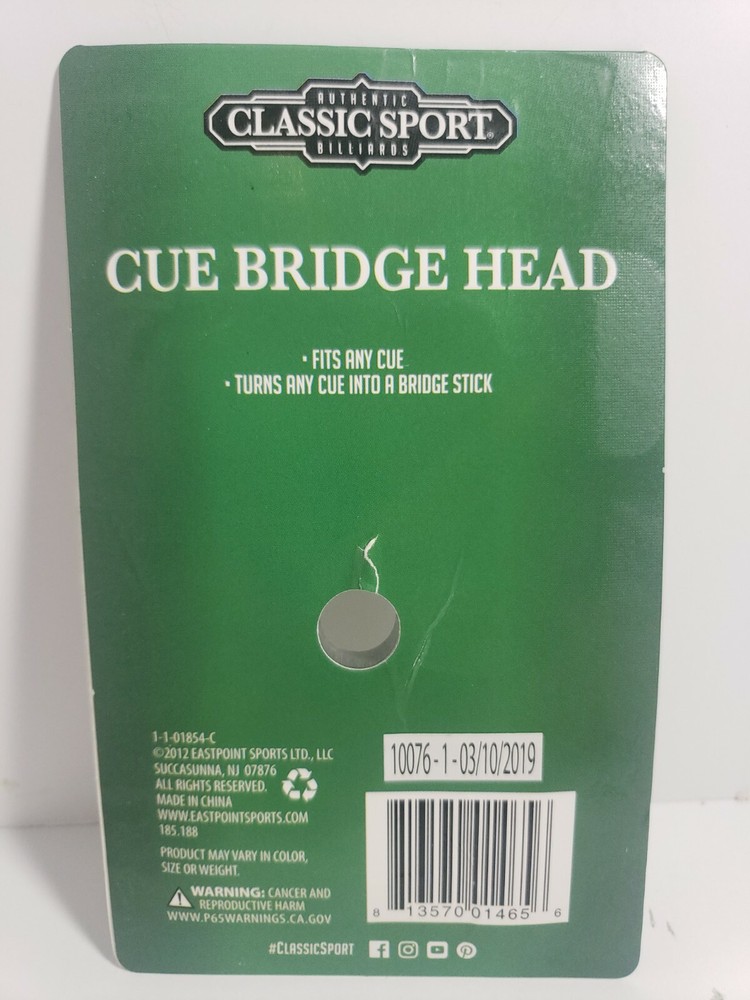 AUTHENTIC
CLASSIC SPORT®
BILLIARDS
CUE BRIDGE HEAD
• FITS ANY CUE
• TURNS ANY CUE INTO A BRIDGE STICK
1-1-01854-C
©2012 EASTPOINT SPORTS LTD., LLC
SUCCASUNNA, NJ 07876
ALL RIGHTS RESERVED.
MADE IN CHINA
WWW.EASTPOINTSPORTS.COM
185.188
PRODUCT MAY VARY IN COLOR,
SIZE OR WEIGHT.
WARNING: CANCER AND
REPRODUCTIVE HARM
WWW.P65WARNINGS.CA.GOV
10076-1-03/10/2019
8 13570 01465 6
#CLASSICSPORT